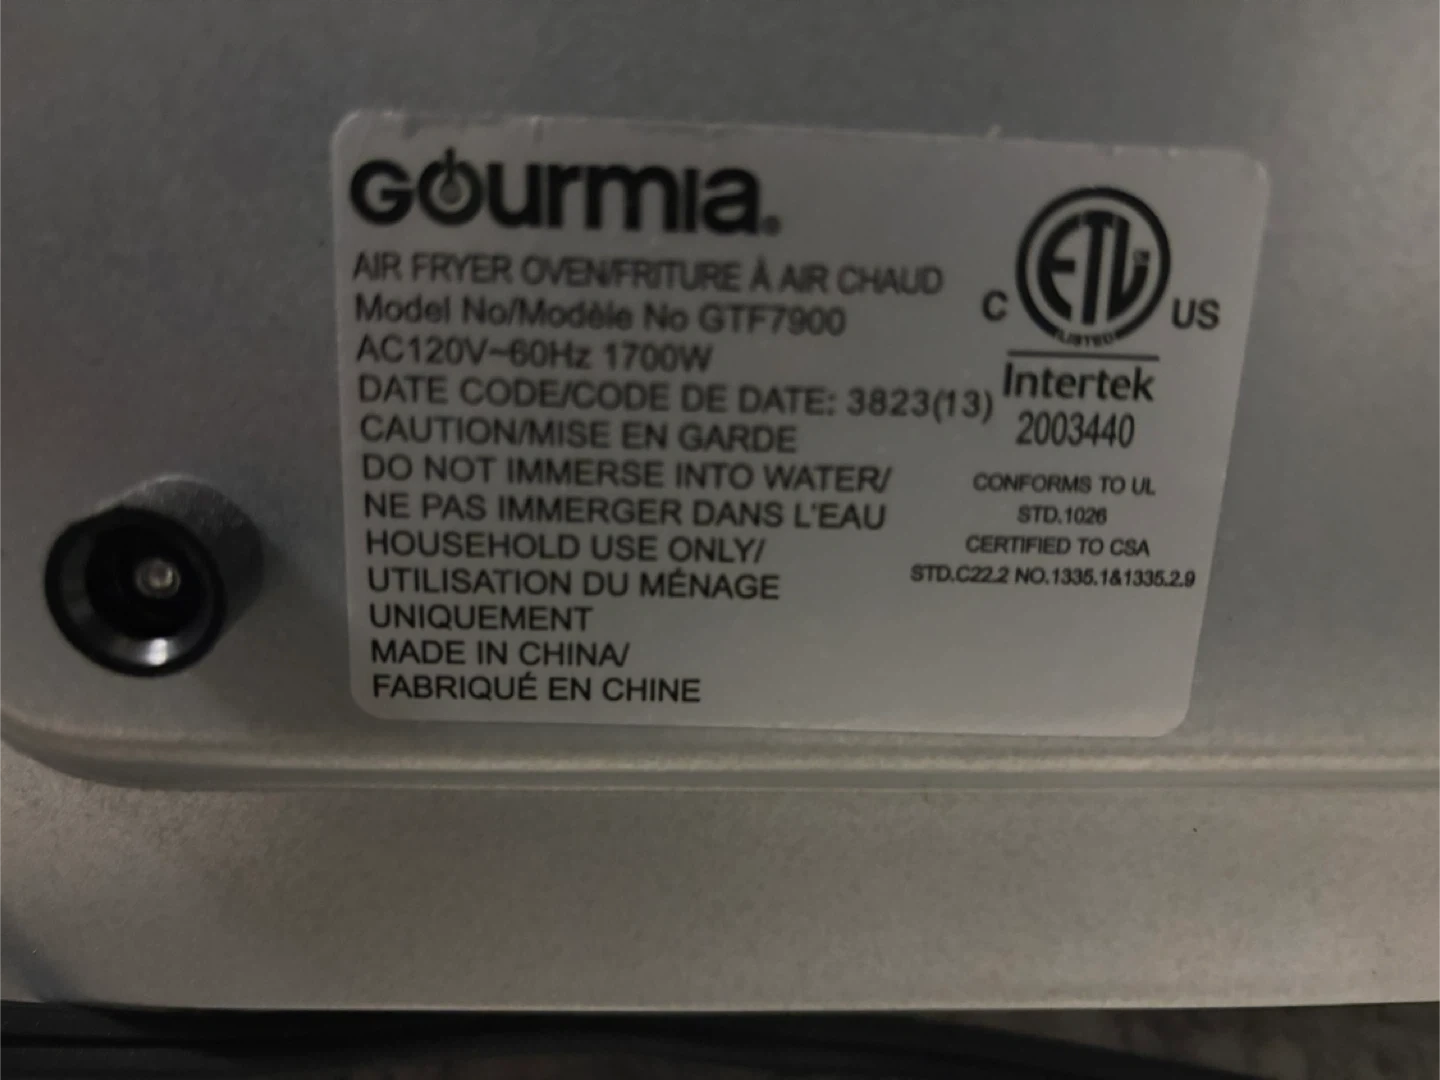 Gourmia®
AIR FRYER OVEN/FRITURE À AIR CHAUD
Model No/Modèle No GTF7900
AC120V~60Hz 1700W
DATE CODE/CODE DE DATE: 3823(13)
CAUTION/MISE EN GARDE
DO NOT IMMERSE INTO WATER/
NE PAS IMMERGER DANS L'EAU
HOUSEHOLD USE ONLY/
UTILISATION DU MÉNAGE
UNIQUEMENT
MADE IN CHINA/
FABRIQUÉ EN CHINE
C ETL US
LISTED
Intertek
2003440
CONFORMS TO UL
STD.1026
CERTIFIED TO CSA
STD.C22.2 NO.1335.1&1335.2.9